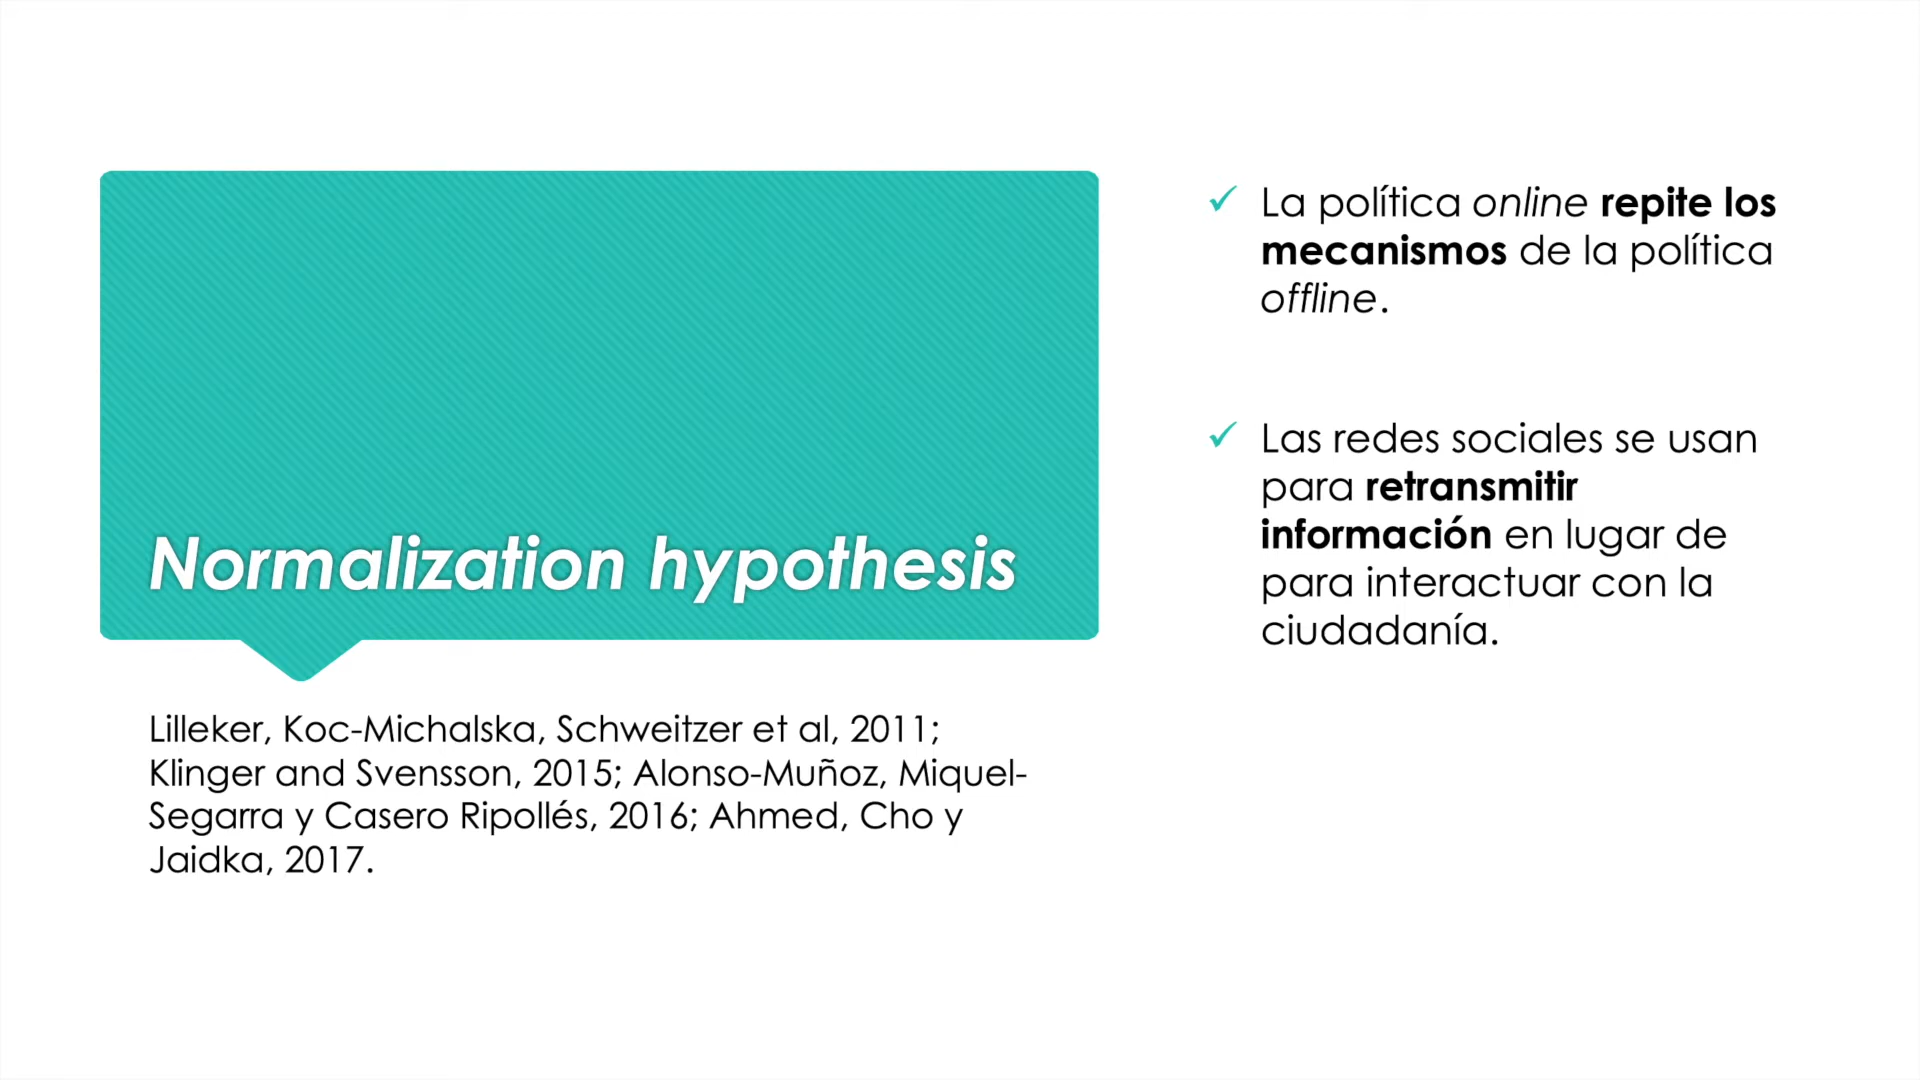 Normalization hypothesis
Lilleker, Koc-Michalska, Schweitzer et al, 2011;
Klinger and Svensson, 2015; Alonso-Muñoz, Miquel-
Segarra y Casero Ripollés, 2016; Ahmed, Cho y
Jaidka, 2017.
✓ La política online repite los
mecanismos de la política
offline.
✓ Las redes sociales se usan
para retransmitir
información en lugar de
para interactuar con la
ciudadanía.